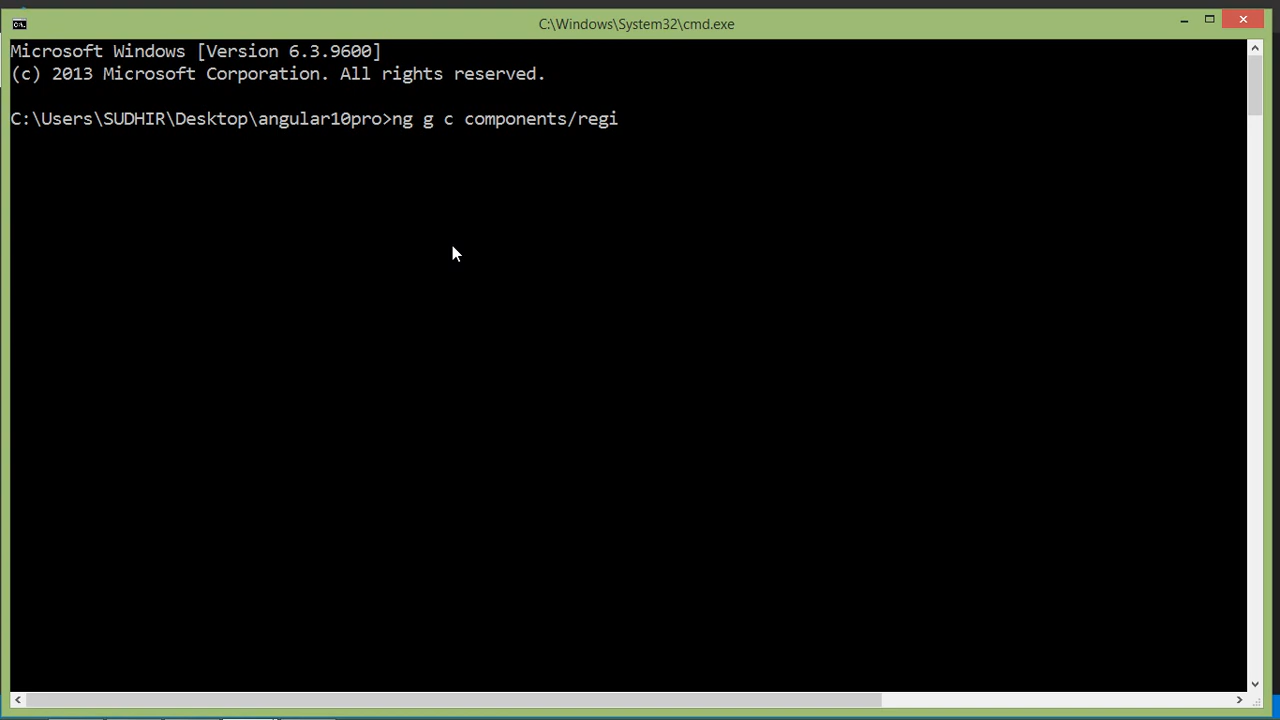 C:\Windows\System32\cmd.exe
Microsoft Windows [Version 6.3.9600]
(c) 2013 Microsoft Corporation. All rights reserved.
C:\Users\SUDHIR\Desktop\angular10pro>ng g c components/regi